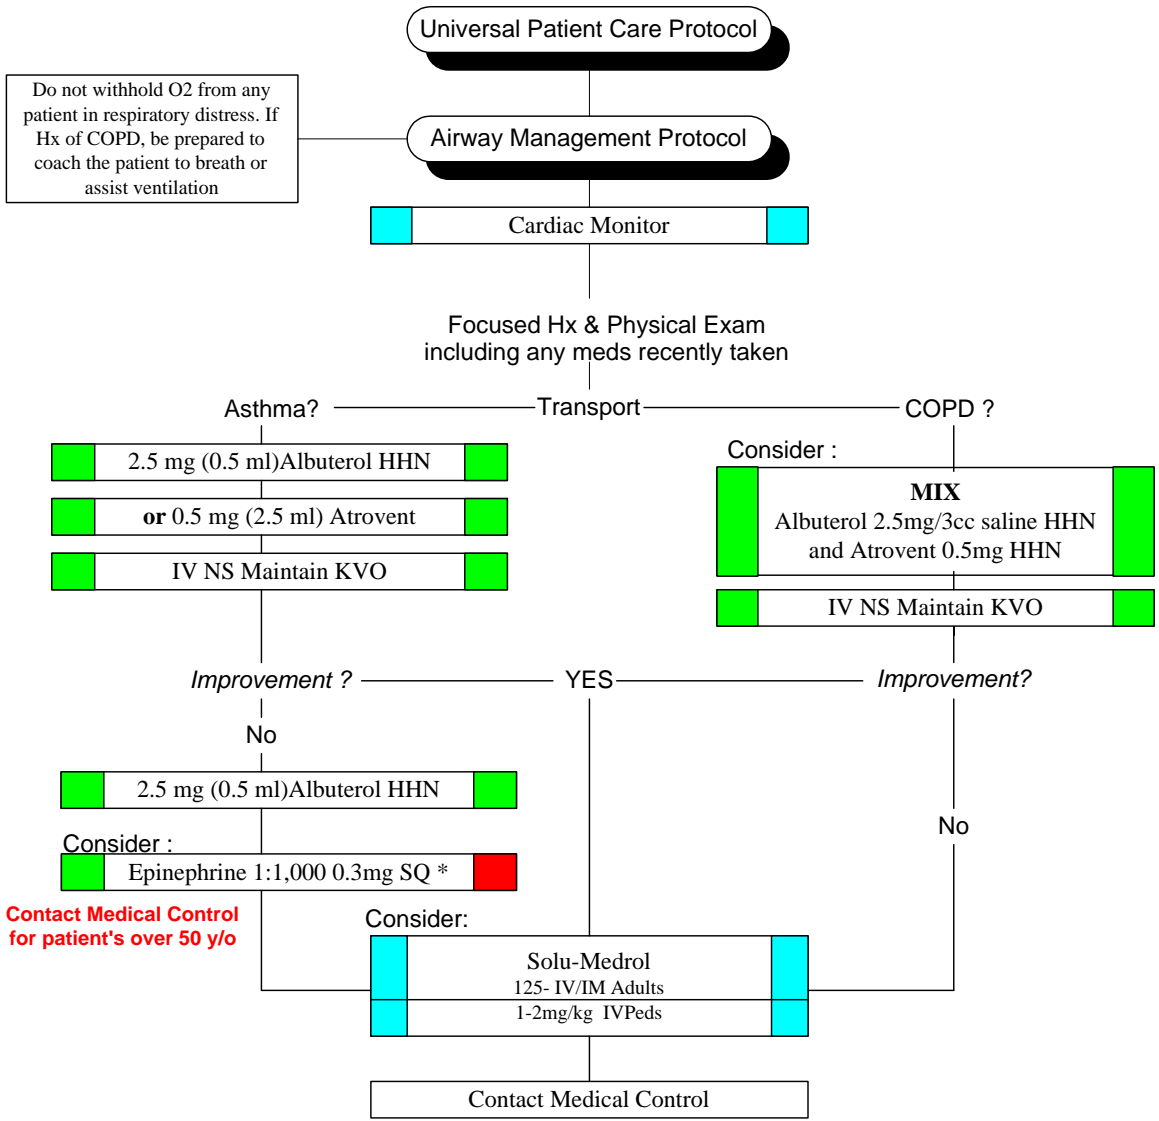 Universal Patient Care Protocol
Do not withhold O2 from any
patient in respiratory distress. If
Hx of COPD, be prepared to
coach the patient to breath or
assist ventilation
Airway Management Protocol
Cardiac Monitor
Focused Hx & Physical Exam
including any meds recently taken
Asthma?
Transport
COPD ?
2.5 mg (0.5 ml)Albuterol HHN
or 0.5 mg (2.5 ml) Atrovent
IV NS Maintain KVO
Consider :
MIX
Albuterol 2.5mg/3cc saline HHN
and Atrovent 0.5mg HHN
IV NS Maintain KVO
Improvement ?
YES
Improvement?
No
2.5 mg (0.5 ml)Albuterol HHN
Consider :
Epinephrine 1:1,000 0.3mg SQ *
Contact Medical Control
for patient's over 50 y/o
No
Consider:
Solu-Medrol
125- IV/IM Adults
1-2mg/kg  IVPeds
Contact Medical Control